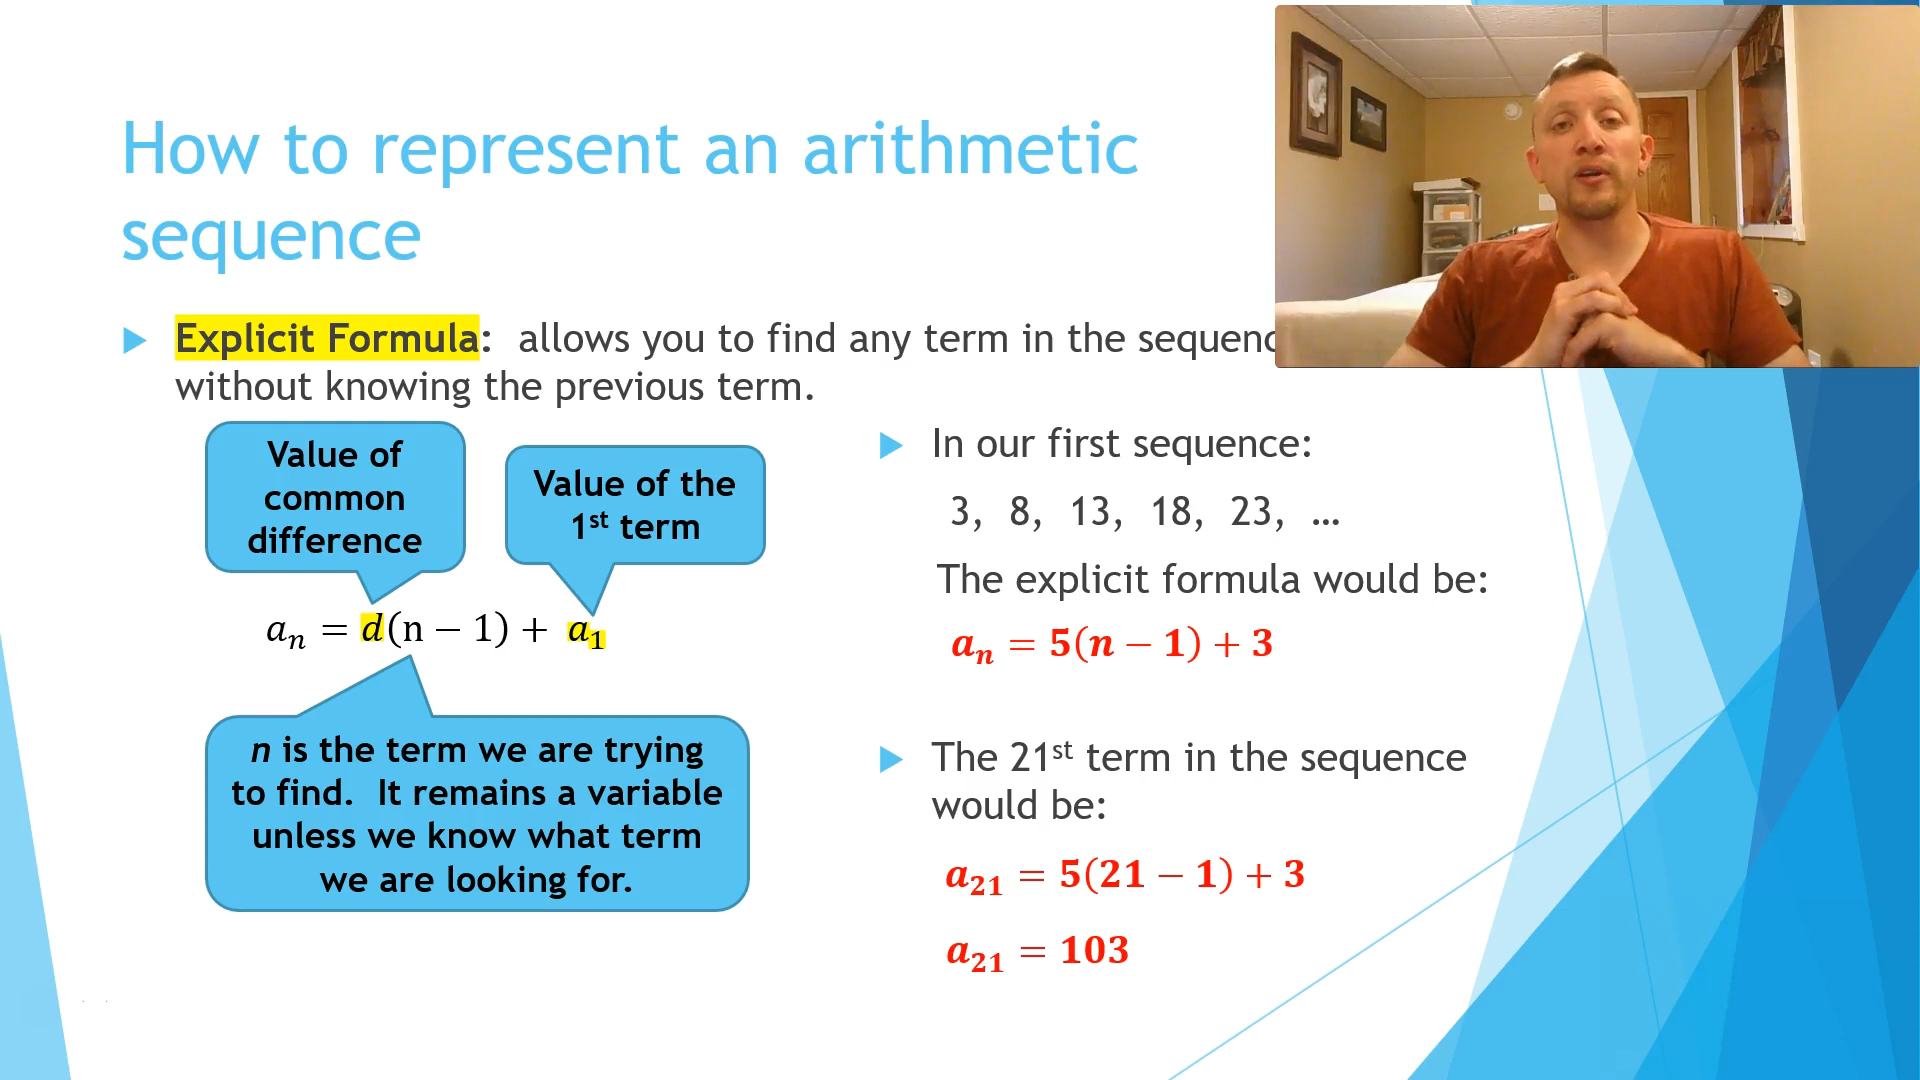 How to represent an arithmetic
sequence
Explicit Formula: allows you to find any term in the
without knowing the previous term.
Value of
common
difference
Value of the
1st term
aₙ = d(n − 1) + a₁
n is the term we are trying
to find. It remains a variable
unless we know what term
we are looking for.
In our first sequence:
3, 8, 13, 18, 23, ...
The explicit formula would be:
aₙ = 5(n − 1) + 3
The 21st term in the sequence
would be:
a₂₁ = 5(21 − 1) + 3
a₂₁ = 103